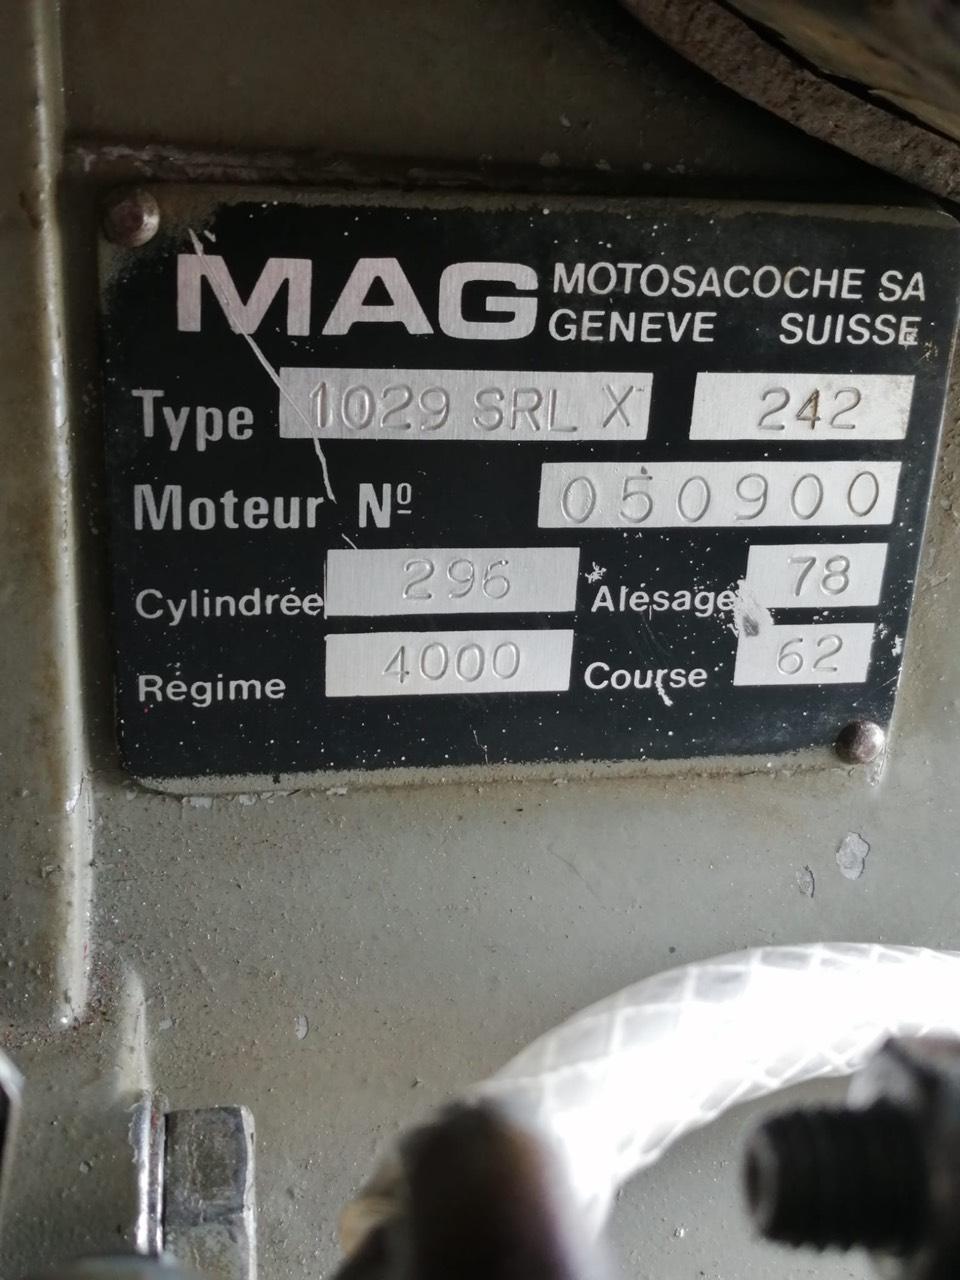 MAG MOTOSACOCHE SA
GENEVE SUISSE
Type 1029 SRL X 242
Moteur Nº 050900
Cylindrée 296 Alésage 78
Régime 4000 Course 62